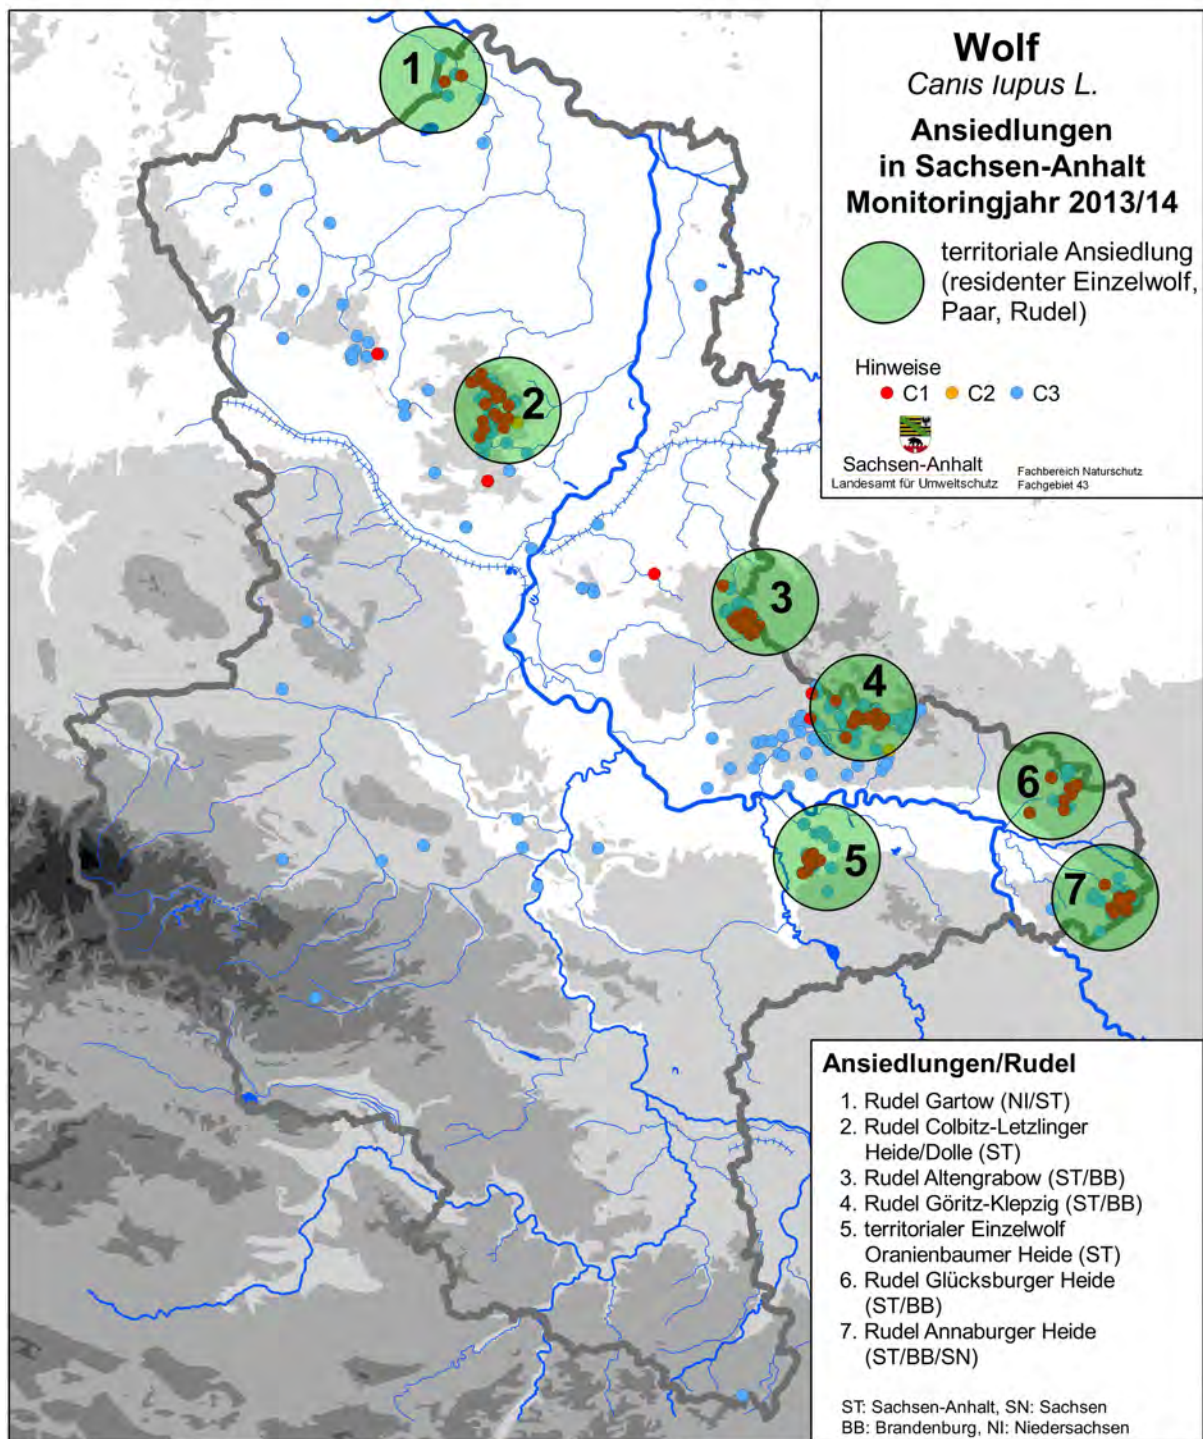 Wolf
Canis lupus L.
Ansiedlungen
in Sachsen-Anhalt
Monitoringjahr 2013/14
territoriale Ansiedlung
(residenter Einzelwolf,
Paar, Rudel)
Hinweise
C1 C2 C3
Sachsen-Anhalt
Landesamt für Umweltschutz
Fachbereich Naturschutz
Fachgebiet 43
1
2
3
4
5
6
7
Ansiedlungen/Rudel
1. Rudel Gartow (NI/ST)
2. Rudel Colbitz-Letzlinger
Heide/Dolle (ST)
3. Rudel Altengrabow (ST/BB)
4. Rudel Göritz-Klepzig (ST/BB)
5. territorialer Einzelwolf
Oranienbaumer Heide (ST)
6. Rudel Glücksburger Heide
(ST/BB)
7. Rudel Annaburger Heide
(ST/BB/SN)
ST: Sachsen-Anhalt, SN: Sachsen
BB: Brandenburg, NI: Niedersachsen